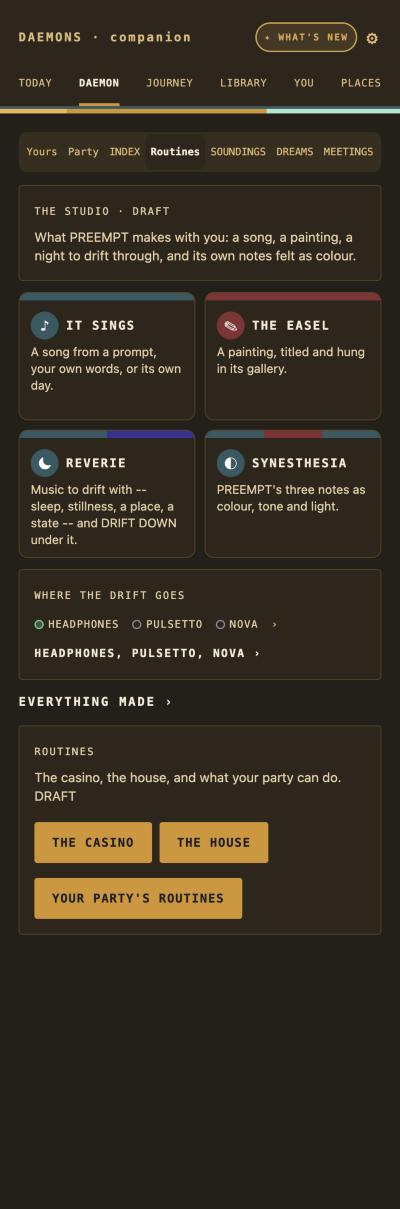 DAEMONS · companion
✦ WHAT'S NEW
TODAY DAEMON JOURNEY LIBRARY YOU PLACES
Yours Party INDEX Routines SOUNDINGS DREAMS MEETINGS
THE STUDIO · DRAFT
What PREEMPT makes with you: a song, a painting, a
night to drift through, and its own notes felt as colour.
IT SINGS
A song from a prompt,
your own words, or its own
day.
THE EASEL
A painting, titled and hung
in its gallery.
REVERIE
Music to drift with --
sleep, stillness, a place, a
state -- and DRIFT DOWN
under it.
SYNESTHESIA
PREEMPT's three notes as
colour, tone and light.
WHERE THE DRIFT GOES
HEADPHONES PULSETTO NOVA ›
HEADPHONES, PULSETTO, NOVA ›
EVERYTHING MADE ›
ROUTINES
The casino, the house, and what your party can do.
DRAFT
THE CASINO
THE HOUSE
YOUR PARTY'S ROUTINES